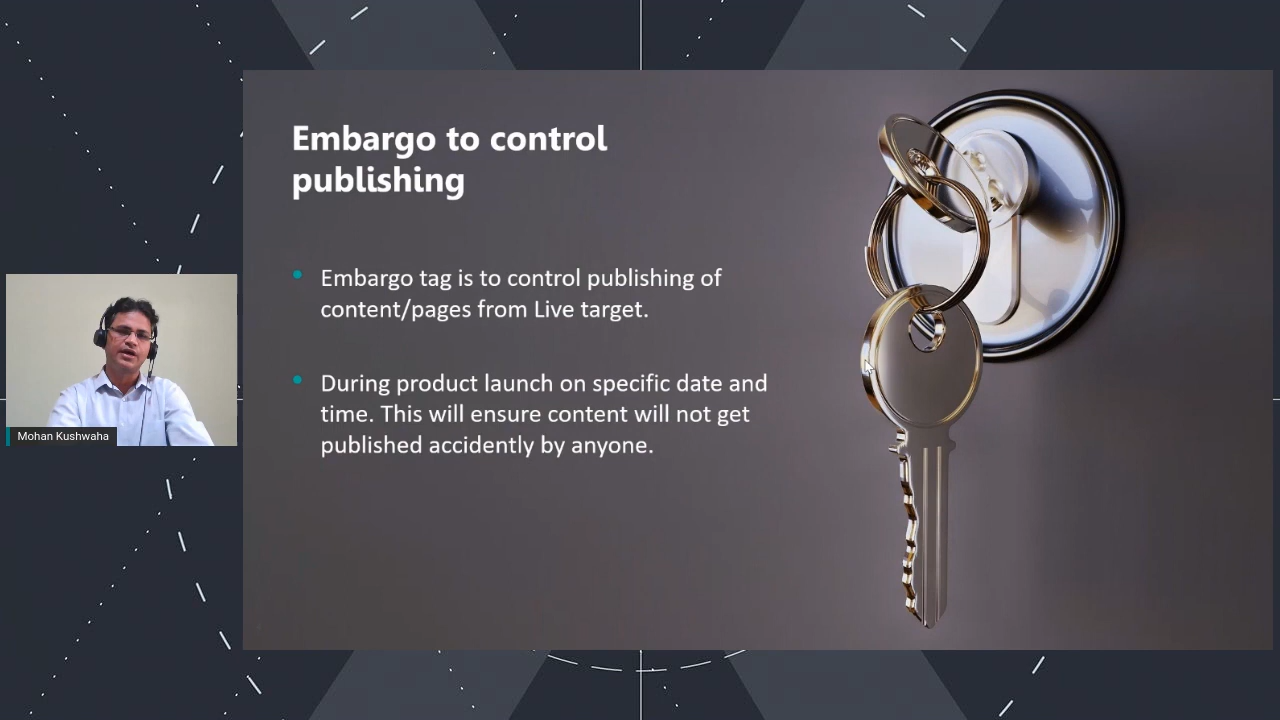 Embargo to control
publishing
Embargo tag is to control publishing of
content/pages from Live target.
During product launch on specific date and
time. This will ensure content will not get
published accidently by anyone.
Mohan Kushwaha